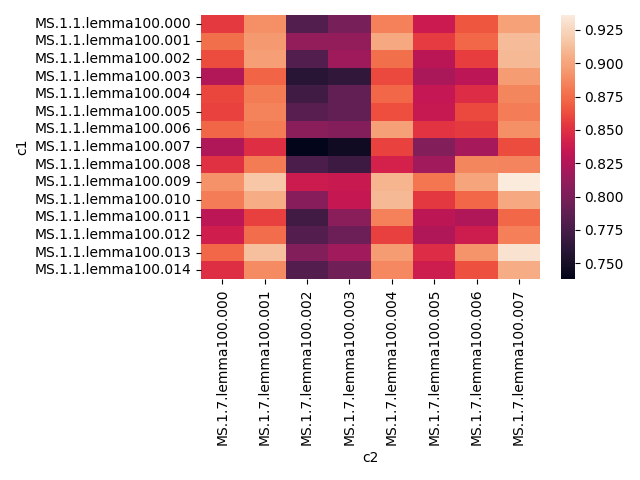 MS.1.1.lemma100.000
MS.1.1.lemma100.001
MS.1.1.lemma100.002
MS.1.1.lemma100.003
MS.1.1.lemma100.004
MS.1.1.lemma100.005
MS.1.1.lemma100.006
MS.1.1.lemma100.007
MS.1.1.lemma100.008
MS.1.1.lemma100.009
MS.1.1.lemma100.010
MS.1.1.lemma100.011
MS.1.1.lemma100.012
MS.1.1.lemma100.013
MS.1.1.lemma100.014
c1
MS.1.7.lemma100.000
MS.1.7.lemma100.001
MS.1.7.lemma100.002
MS.1.7.lemma100.003
MS.1.7.lemma100.004
MS.1.7.lemma100.005
MS.1.7.lemma100.006
MS.1.7.lemma100.007
c2
0.925
0.900
0.875
0.850
0.825
0.800
0.775
0.750